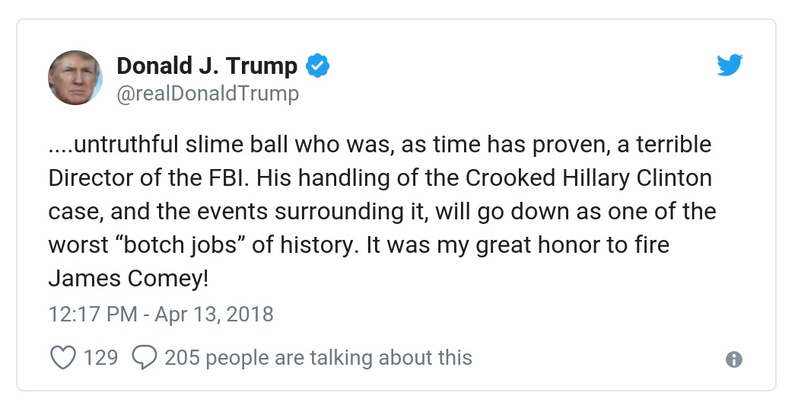 Donald J. Trump
@realDonaldTrump
....untruthful slime ball who was, as time has proven, a terrible
Director of the FBI. His handling of the Crooked Hillary Clinton
case, and the events surrounding it, will go down as one of the
worst “botch jobs” of history. It was my great honor to fire
James Comey!
12:17 PM - Apr 13, 2018
129 205 people are talking about this